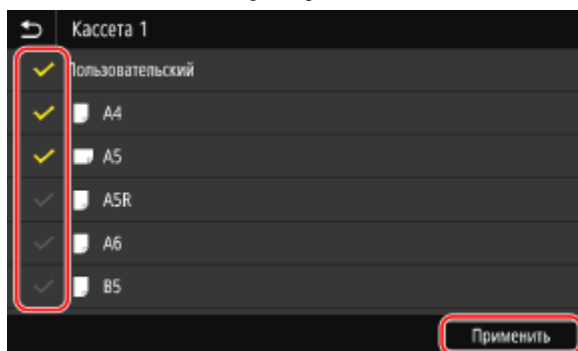 Кассета 1
Пользовательский
A4
A5
A5R
A6
B5
Применить